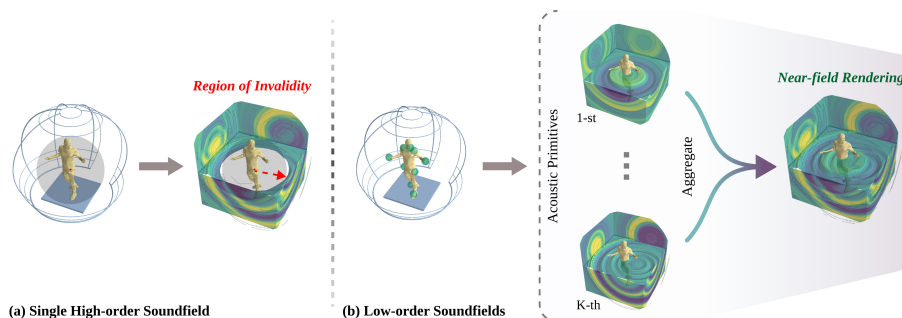 Region of Invalidity
(a) Single High-order Soundfield
(b) Low-order Soundfields
Acoustic Primitives
1-st
K-th
Aggregate
Near-field Rendering